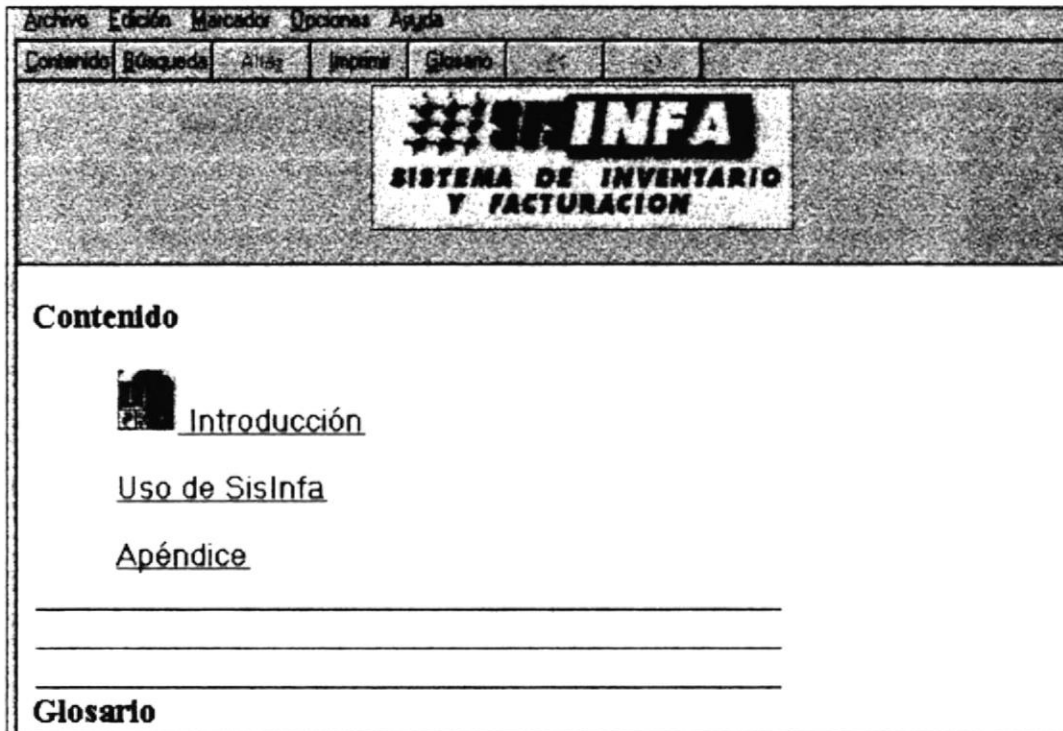 Archivo Edición Marcador Opciones Ayuda
Contenido Búsqueda Atrás Imprimir Glosario << >>
SISINFA
SISTEMA DE INVENTARIO
Y FACTURACION
Contenido
Introducción
Uso de SisInfa
Apéndice
Glosario